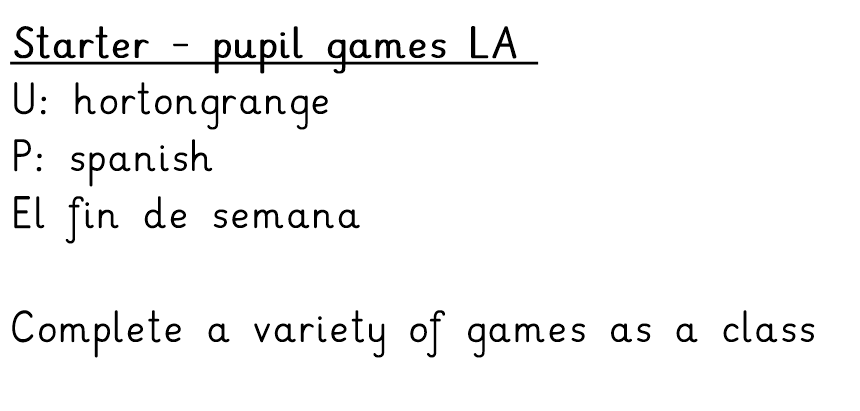 Starter - pupil games LA
U: hortongrange
P: spanish
El fin de semana
Complete a variety of games as a class